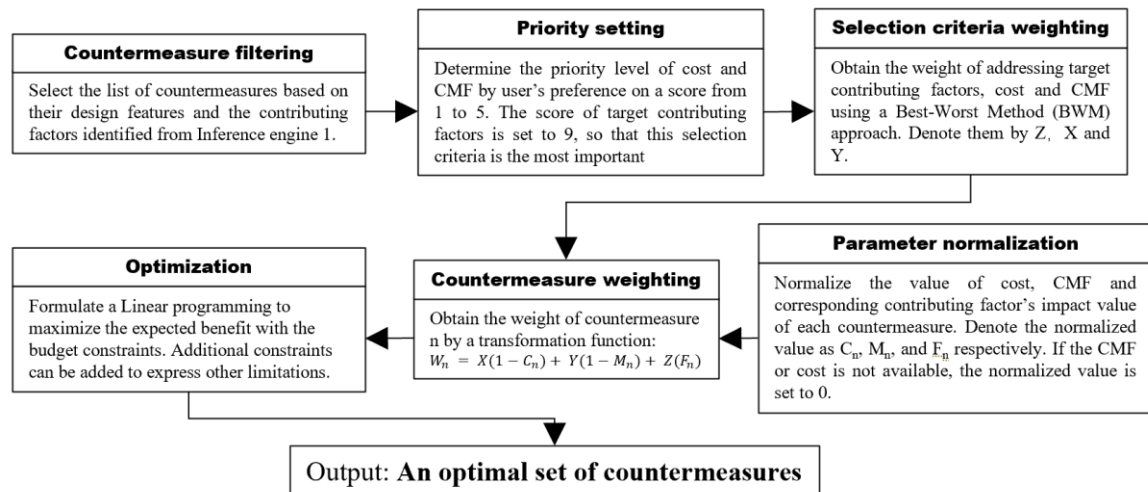 Countermeasure filtering
Select the list of countermeasures based on
their design features and the contributing
factors identified from Inference engine 1.
Priority setting
Determine the priority level of cost and
CMF by user's preference on a score from
1 to 5. The score of target contributing
factors is set to 9, so that this selection
criteria is the most important
Selection criteria weighting
Obtain the weight of addressing target
contributing factors, cost and CMF
using a Best-Worst Method (BWM)
approach. Denote them by Z, X and
Y.
Optimization
Formulate a Linear programming to
maximize the expected benefit with the
budget constraints. Additional constraints
can be added to express other limitations.
Countermeasure weighting
Obtain the weight of countermeasure
n by a transformation function:
Wₙ = X(1 − Cₙ) + Y(1 − Mₙ) + Z(Fₙ)
Parameter normalization
Normalize the value of cost, CMF and
corresponding contributing factor's impact value
of each countermeasure. Denote the normalized
value as Cₙ, Mₙ, and Fₙ respectively. If the CMF
or cost is not available, the normalized value is
set to 0.
Output: An optimal set of countermeasures